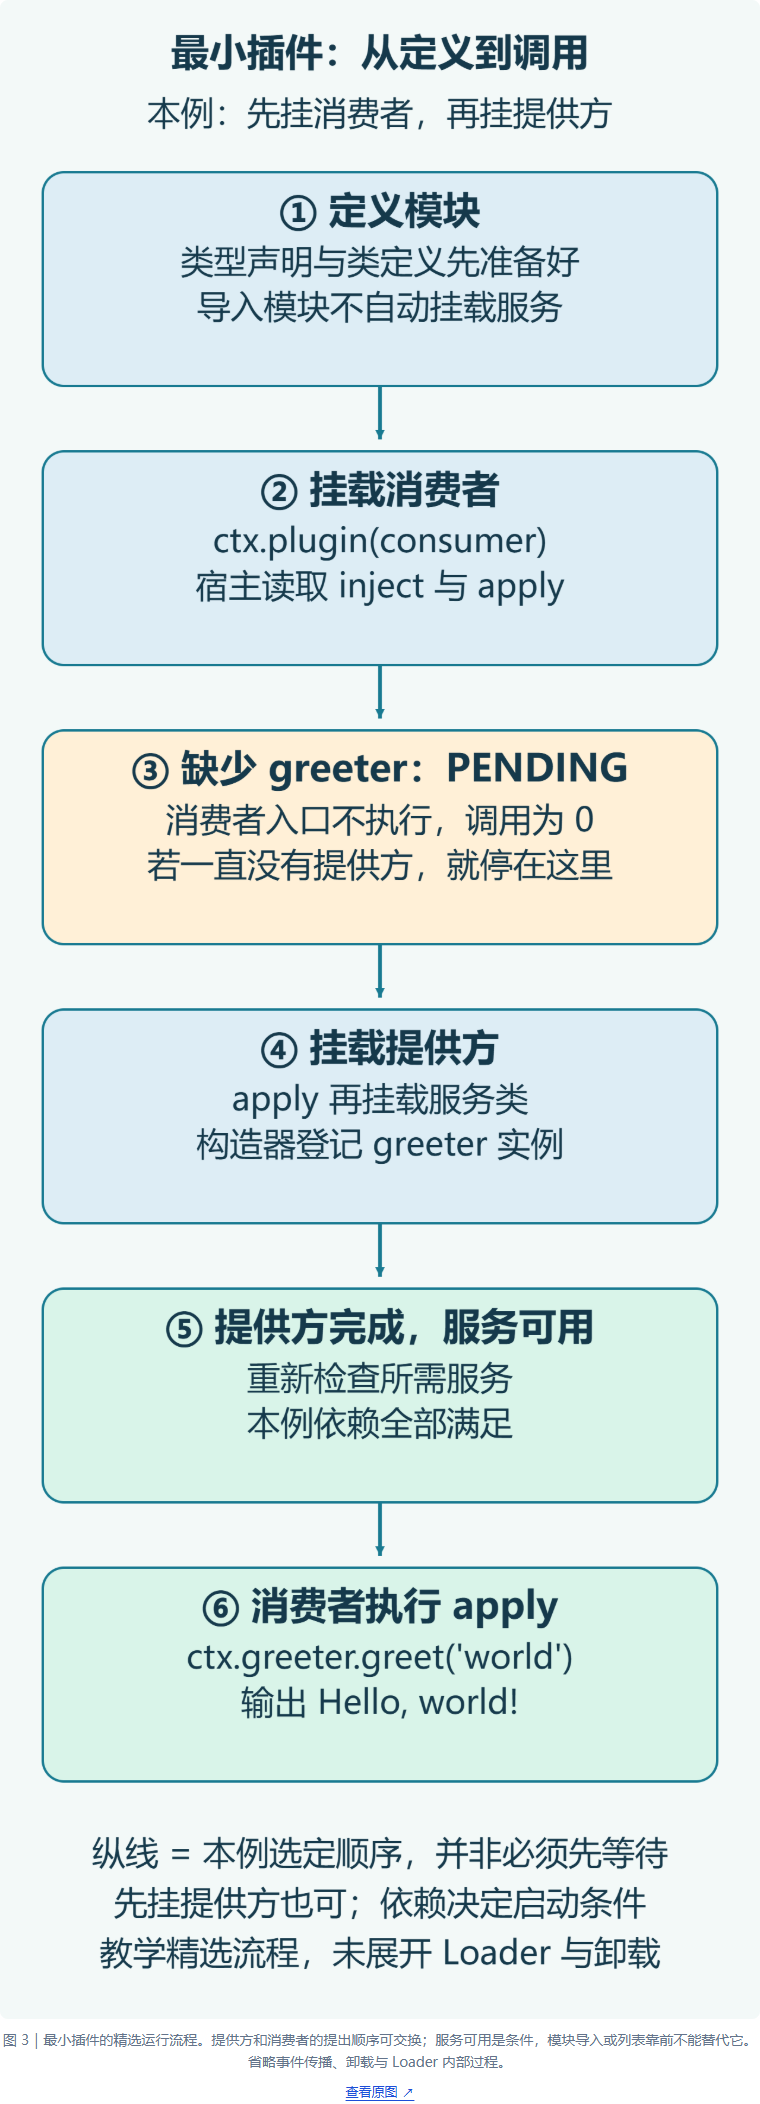 最小插件：从定义到调用
本例：先挂消费者，再挂提供方
① 定义模块
类型声明与类定义先准备好
导入模块不自动挂载服务
② 挂载消费者
ctx.plugin(consumer)
宿主读取 inject 与 apply
③ 缺少 greeter：PENDING
消费者入口不执行，调用为 0
若一直没有提供方，就停在这里
④ 挂载提供方
apply 再挂载服务类
构造器登记 greeter 实例
⑤ 提供方完成，服务可用
重新检查所需服务
本例依赖全部满足
⑥ 消费者执行 apply
ctx.greeter.greet('world')
输出 Hello, world!
纵线 = 本例选定顺序，并非必须先等待
先挂提供方也可；依赖决定启动条件
教学精选流程，未展开 Loader 与卸载
图 3｜最小插件的精选运行流程。提供方和消费者的提出顺序可交换；服务可用是条件，模块导入或列表靠前不能替代它。
省略事件传播、卸载与 Loader 内部过程。
查看原图 ↗